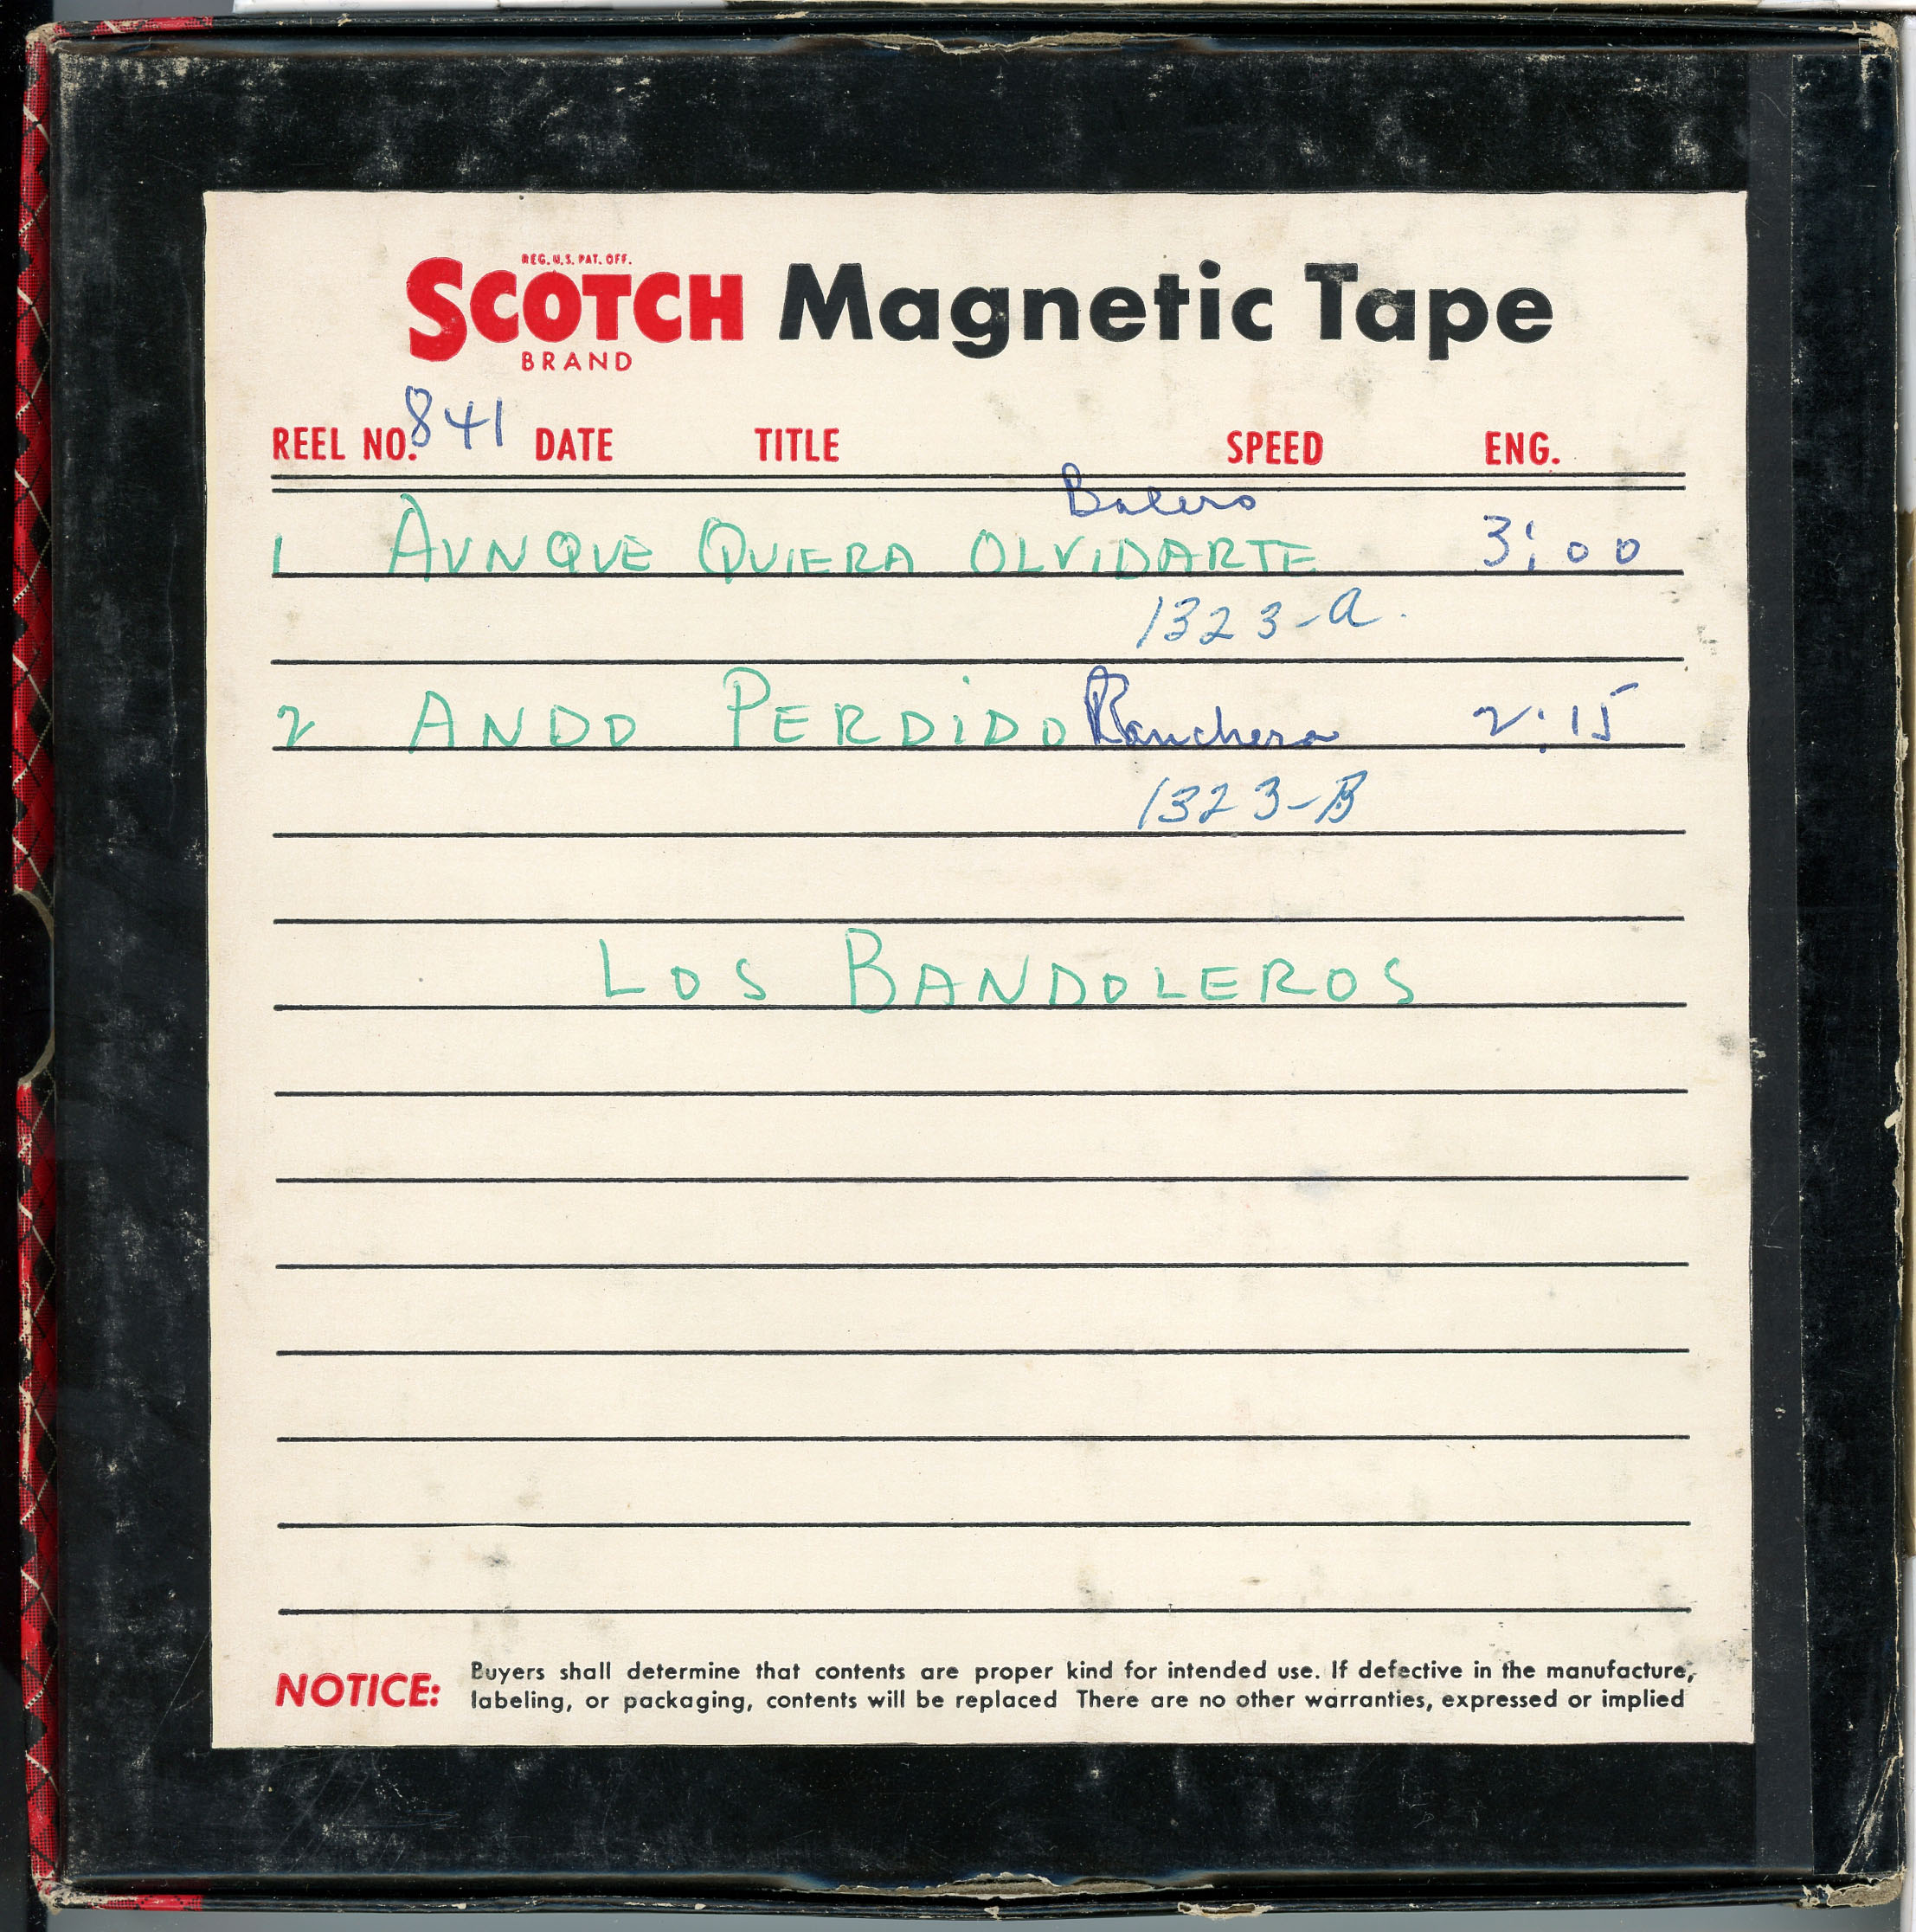 REG. U.S. PAT. OFF.
SCOTCH Magnetic Tape
BRAND
REEL NO. 841 DATE TITLE SPEED ENG.
Bolero
1 AUNQUE QUIERA OLVIDARTE 3:00
1323-A.
2 ANDO PERDIDO Ranchera 2:15
1323-B
LOS BANDOLEROS
NOTICE: Buyers shall determine that contents are proper kind for intended use. If defective in the manufacture,
labeling, or packaging, contents will be replaced There are no other warranties, expressed or implied